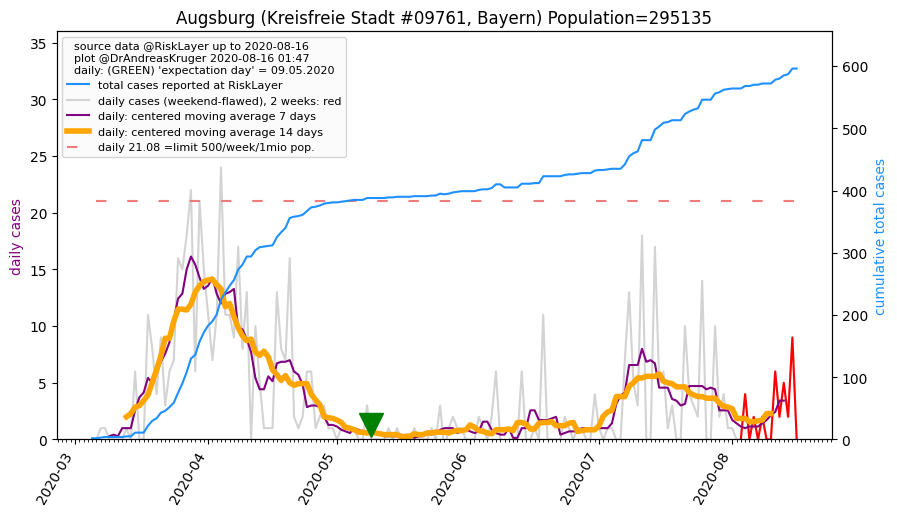 Augsburg (Kreisfreie Stadt #09761, Bayern) Population=295135
source data @RiskLayer up to 2020-08-16
plot @DrAndreasKruger 2020-08-16 01:47
daily: (GREEN) 'expectation day' = 09.05.2020
total cases reported at RiskLayer
daily cases (weekend-flawed), 2 weeks: red
daily: centered moving average 7 days
daily: centered moving average 14 days
daily 21.08 =limit 500/week/1mio pop.
daily cases
35
30
25
20
15
10
5
0
cumulative total cases
600
500
400
300
200
100
0
2020-03
2020-04
2020-05
2020-06
2020-07
2020-08